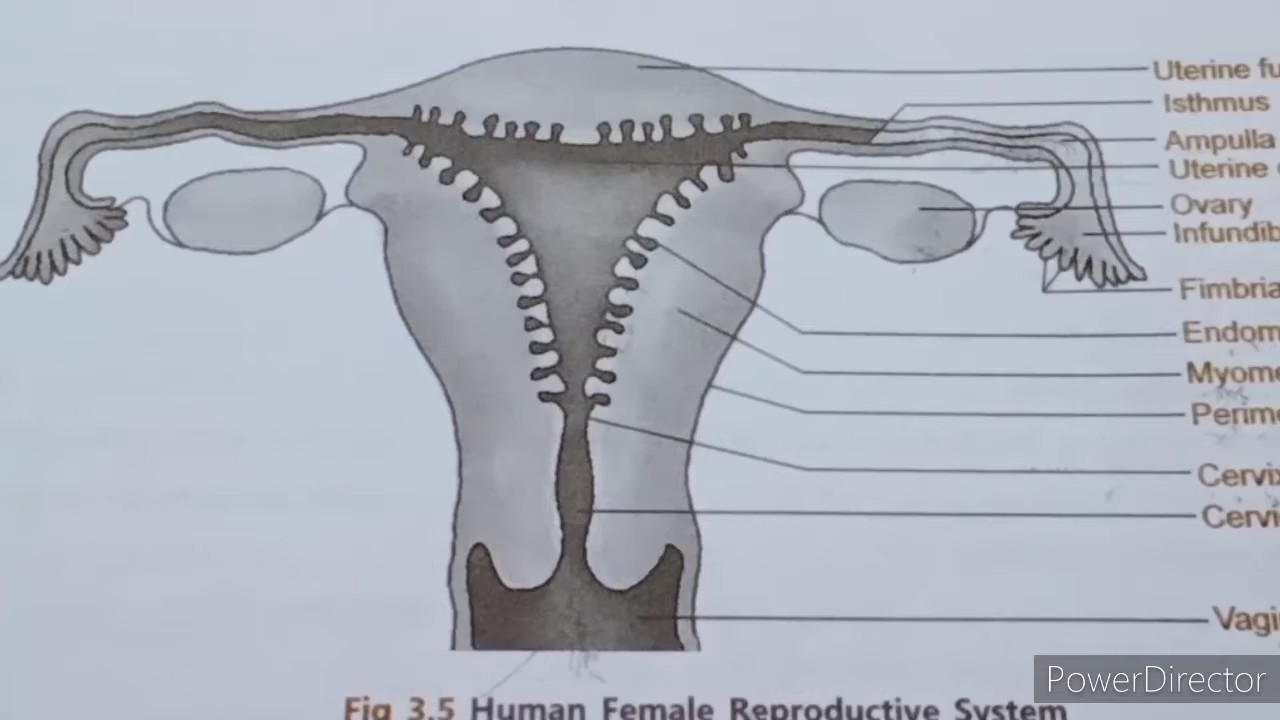 Uterine fu
Isthmus
Ampulla
Uterine
Ovary
Infundib
Fimbria
Endom
Myome
Perime
Cervix
Cervi
Vagi
Fig 3.5 Human Female Reproductive System
PowerDirector